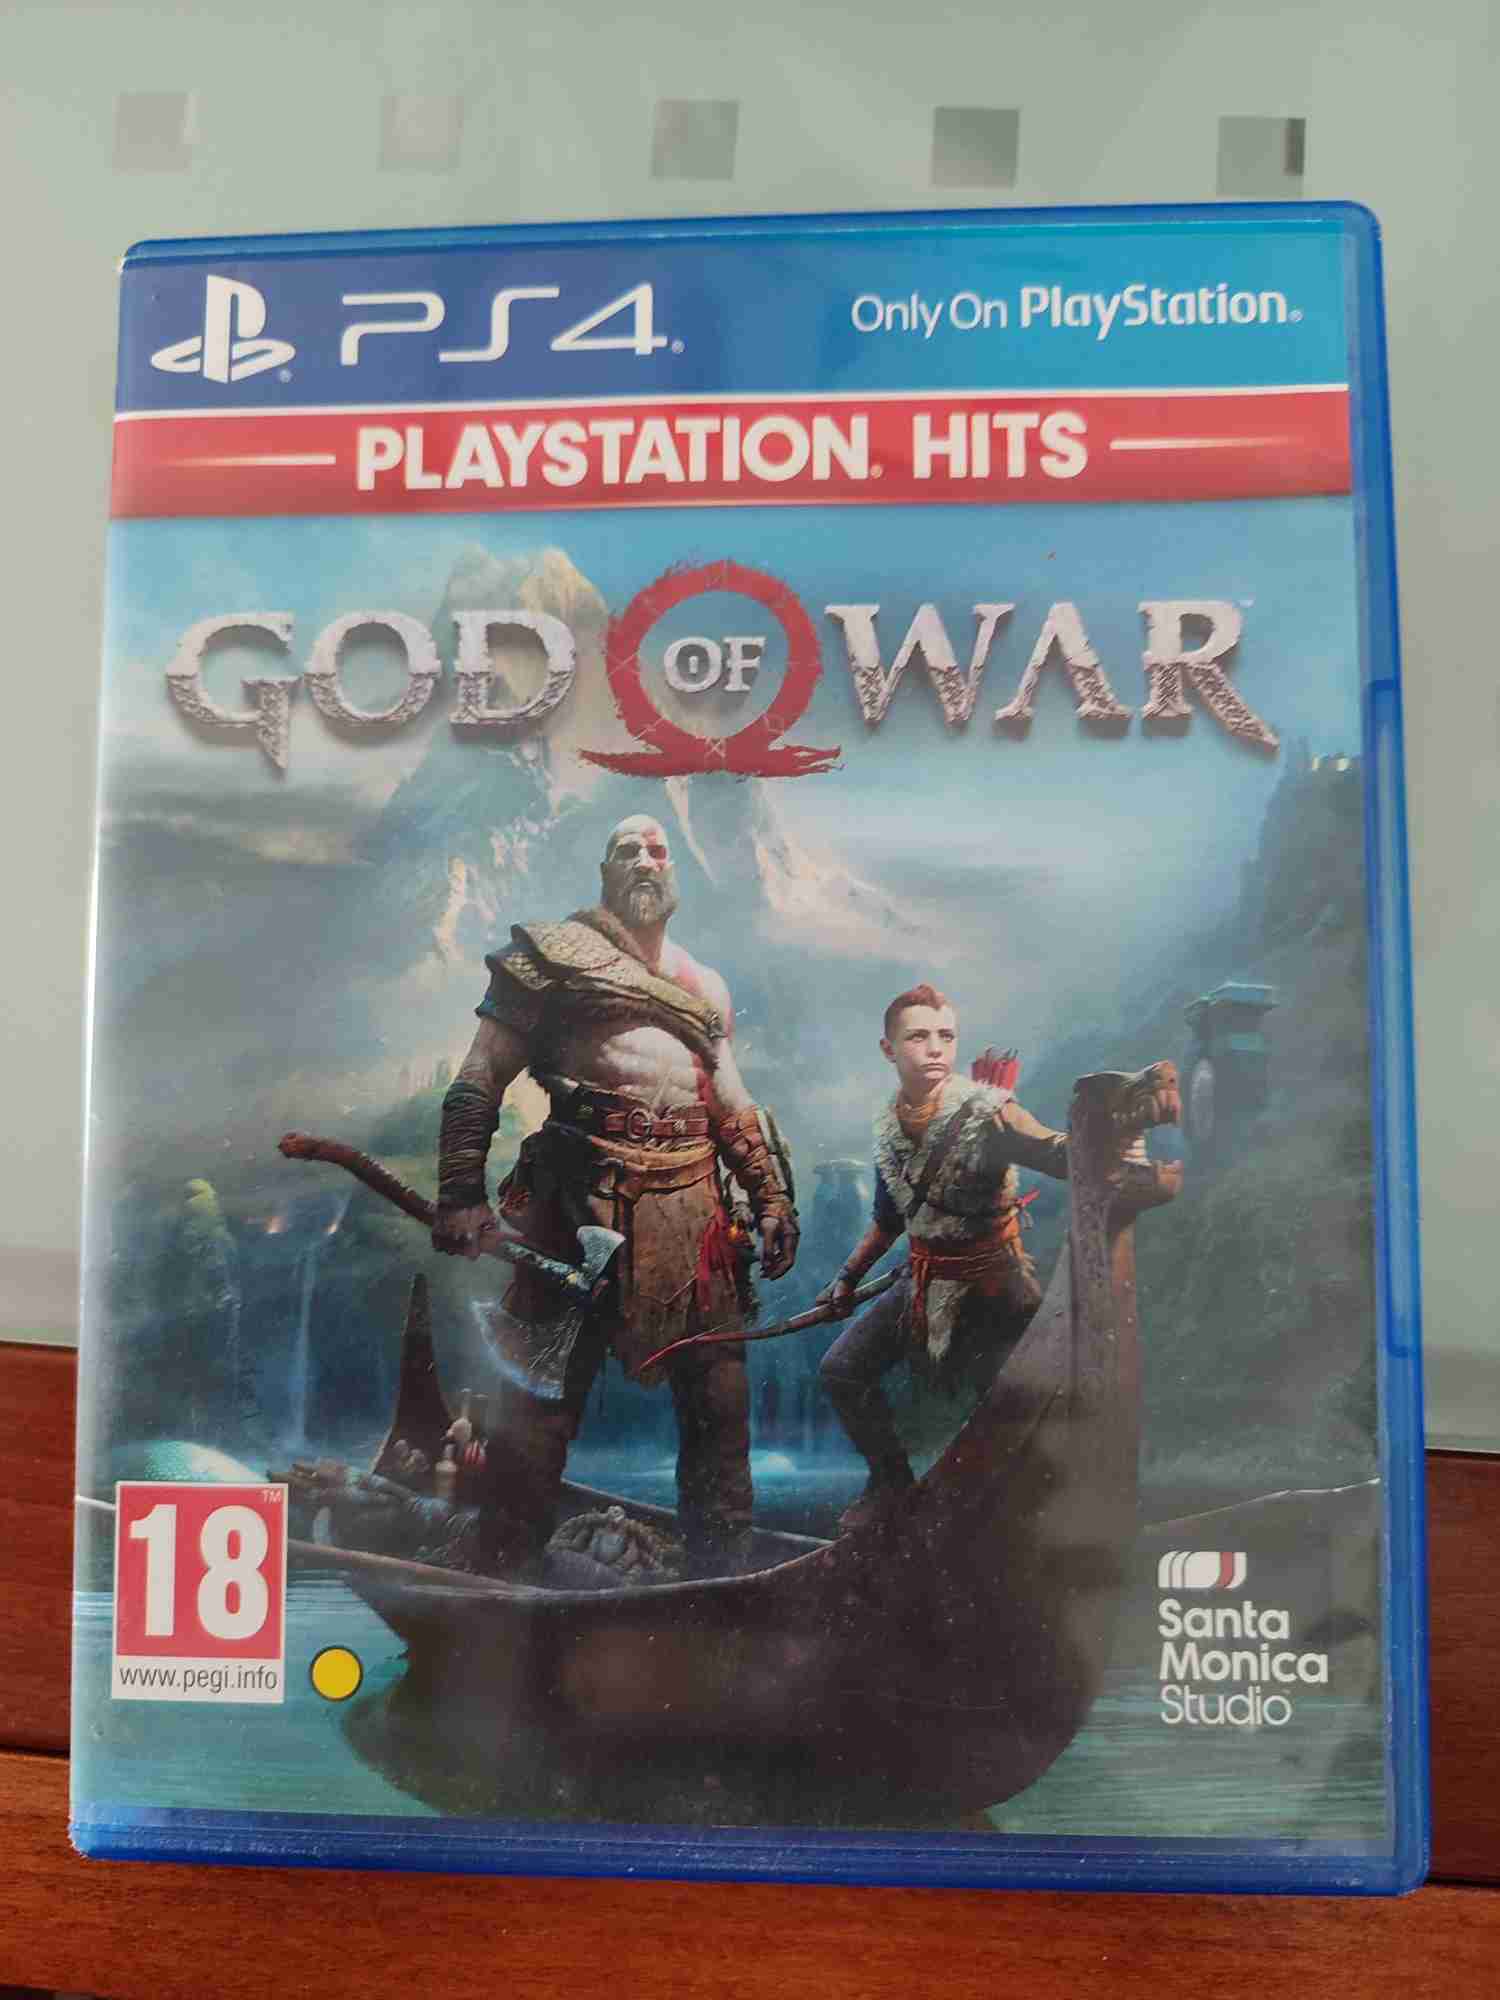 PS4
Only On PlayStation
PLAYSTATION HITS
GOD OF WAR
18
www.pegi.info
Santa
Monica
Studio